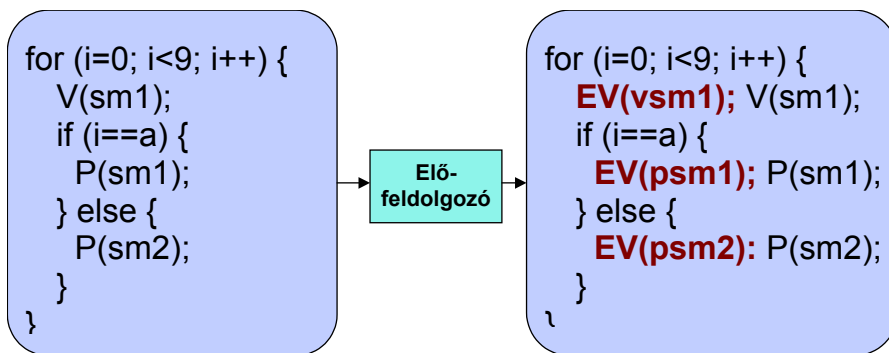 for (i=0; i<9; i++) {
V(sm1);
if (i==a) {
P(sm1);
} else {
P(sm2);
}
}
Elő-
feldolgozó
for (i=0; i<9; i++) {
EV(vsm1); V(sm1);
if (i==a) {
EV(psm1); P(sm1);
} else {
EV(psm2): P(sm2);
}
}